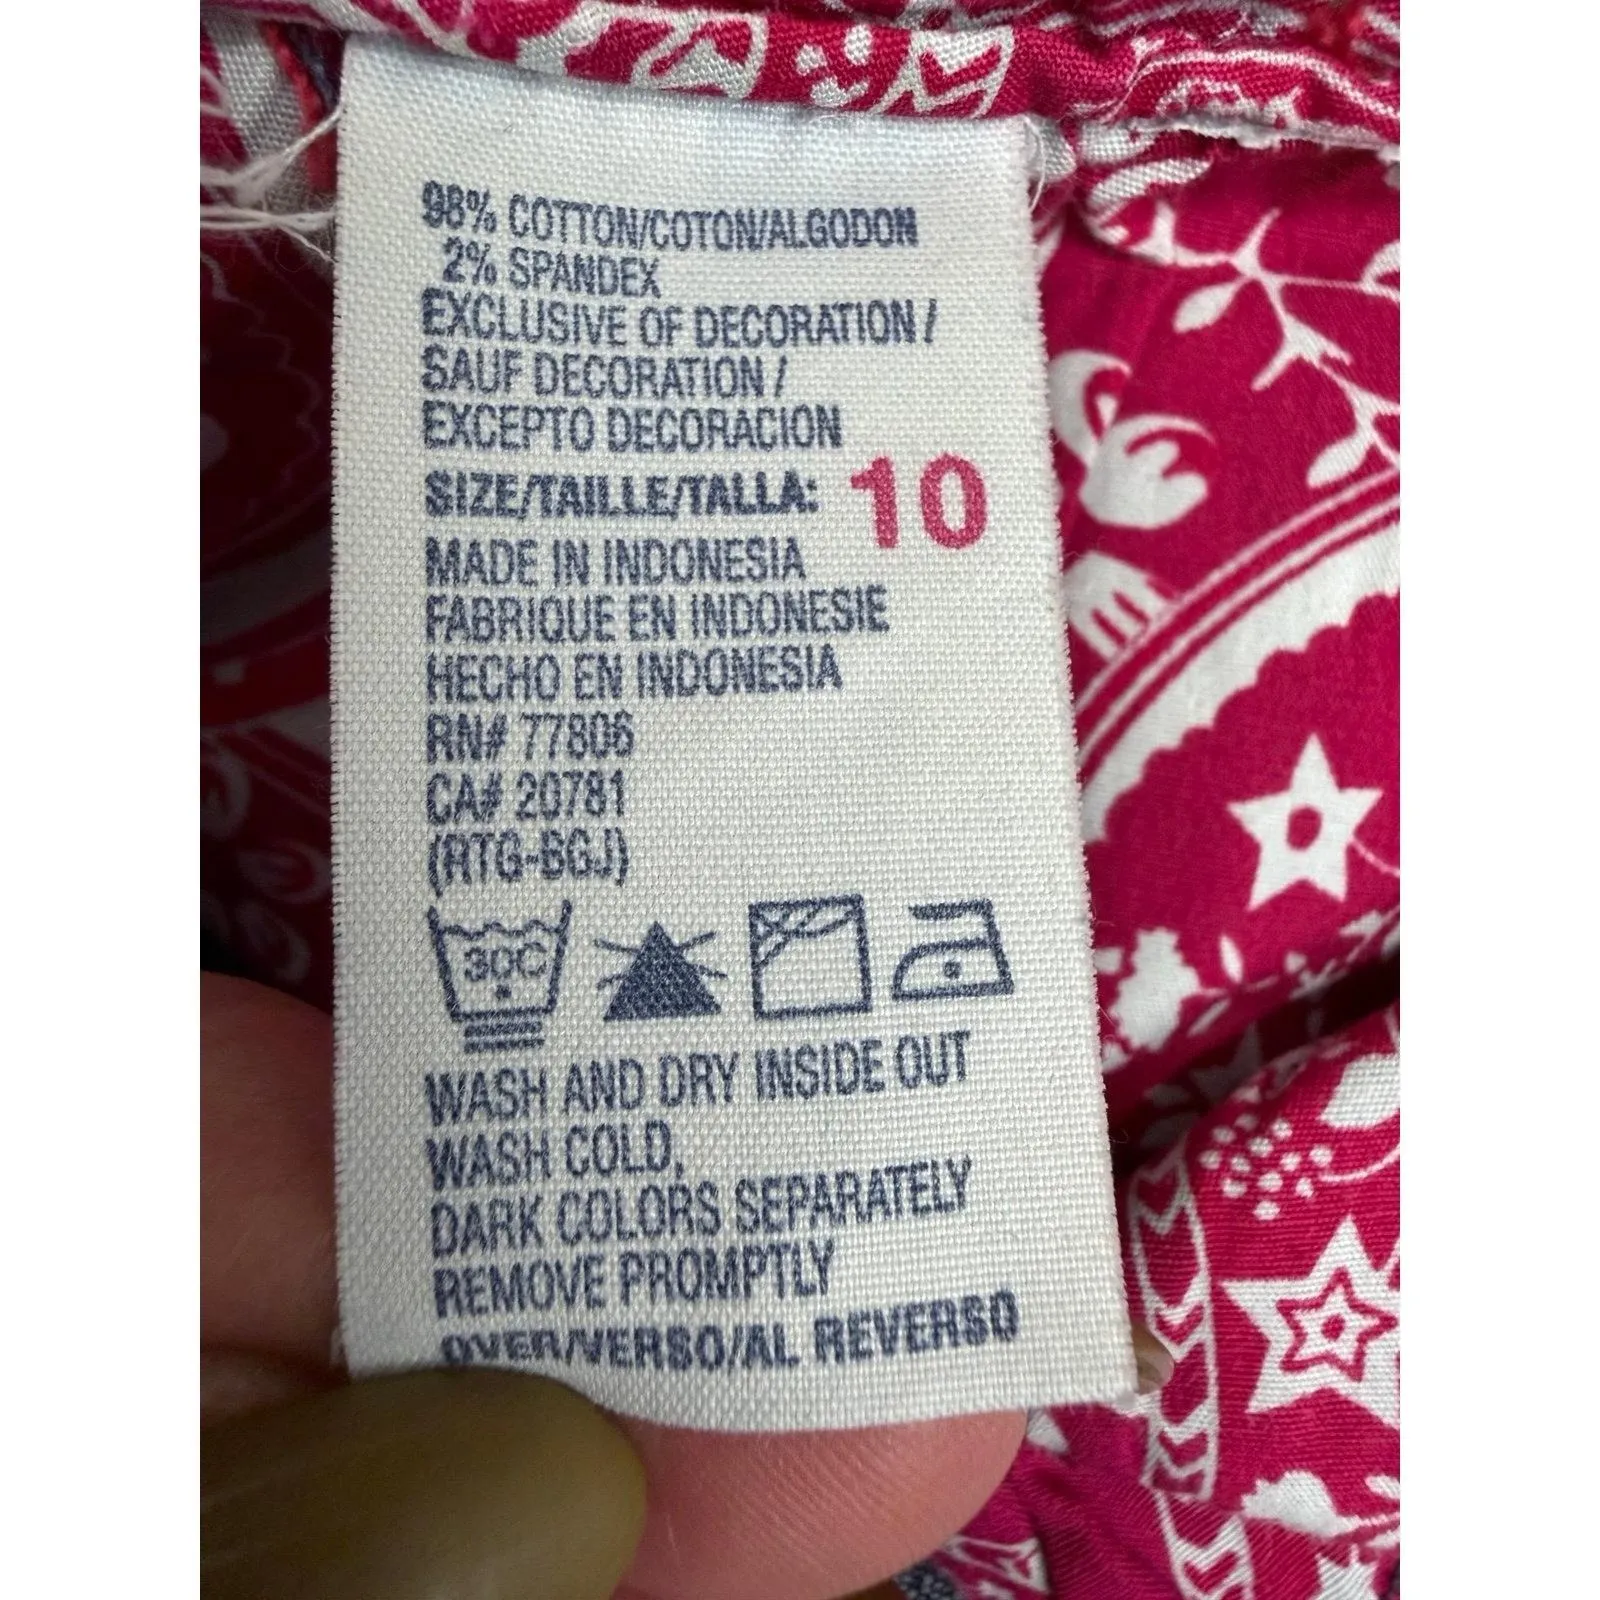 98% COTTON/COTON/ALGODON
2% SPANDEX
EXCLUSIVE OF DECORATION /
SAUF DECORATION /
EXCEPTO DECORACION
SIZE/TAILLE/TALLA: 10
MADE IN INDONESIA
FABRIQUE EN INDONESIE
HECHO EN INDONESIA
RN# 77806
CA# 20781
(RTG-BGJ)
30C
WASH AND DRY INSIDE OUT
WASH COLD,
DARK COLORS SEPARATELY
REMOVE PROMPTLY
OVER/VERSO/AL REVERSO